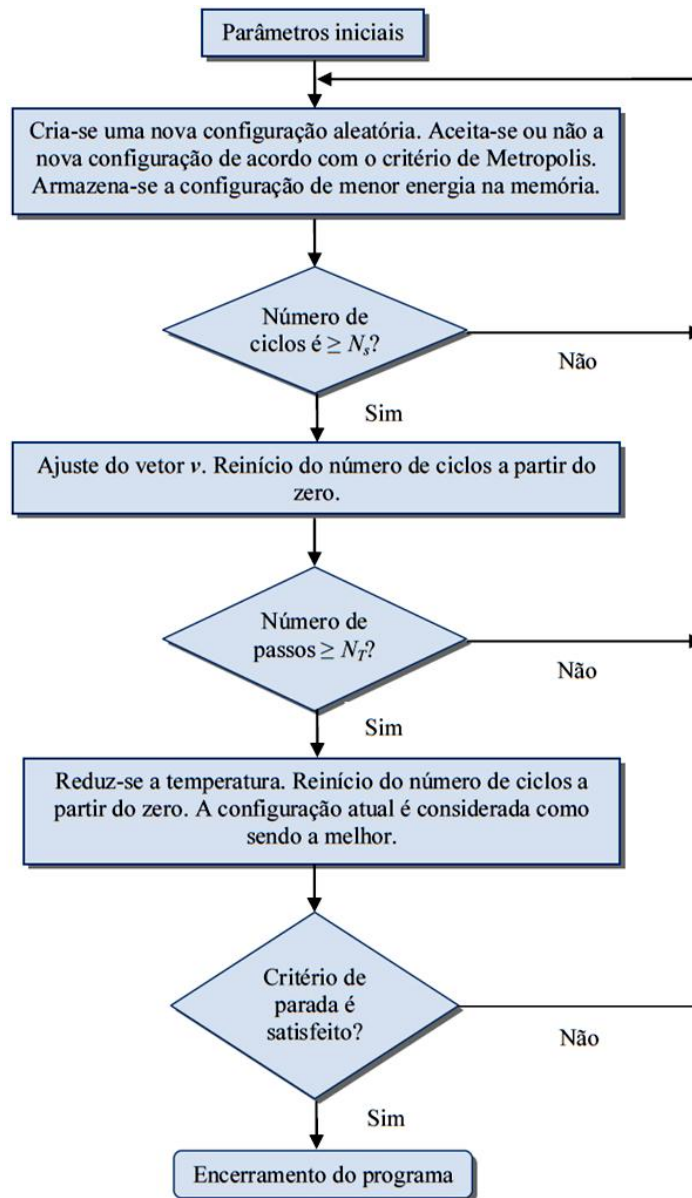 Parâmetros iniciais
Cria-se uma nova configuração aleatória. Aceita-se ou não a
nova configuração de acordo com o critério de Metropolis.
Armazena-se a configuração de menor energia na memória.
Número de
ciclos é ≥ Ns?
Não
Sim
Ajuste do vetor v. Reinício do número de ciclos a partir do
zero.
Número de
passos ≥ NT?
Não
Sim
Reduz-se a temperatura. Reinício do número de ciclos a
partir do zero. A configuração atual é considerada como
sendo a melhor.
Critério de
parada é
satisfeito?
Não
Sim
Encerramento do programa